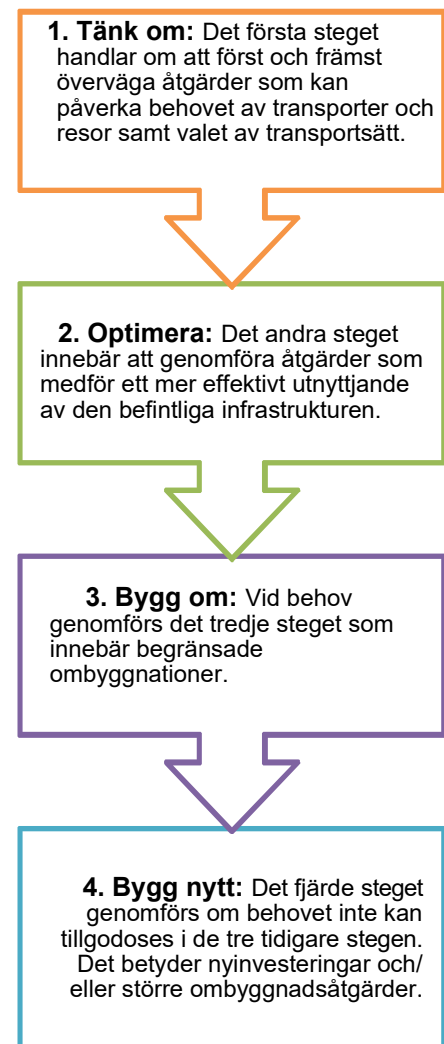 1. Tänk om: Det första steget
handlar om att först och främst
överväga åtgärder som kan
påverka behovet av transporter och
resor samt valet av transportsätt.
2. Optimera: Det andra steget
innebär att genomföra åtgärder som
medför ett mer effektivt utnyttjande
av den befintliga infrastrukturen.
3. Bygg om: Vid behov
genomförs det tredje steget som
innebär begränsade
ombyggnationer.
4. Bygg nytt: Det fjärde steget
genomförs om behovet inte kan
tillgodoses i de tre tidigare stegen.
Det betyder nyinvesteringar och/
eller större ombyggnadsåtgärder.